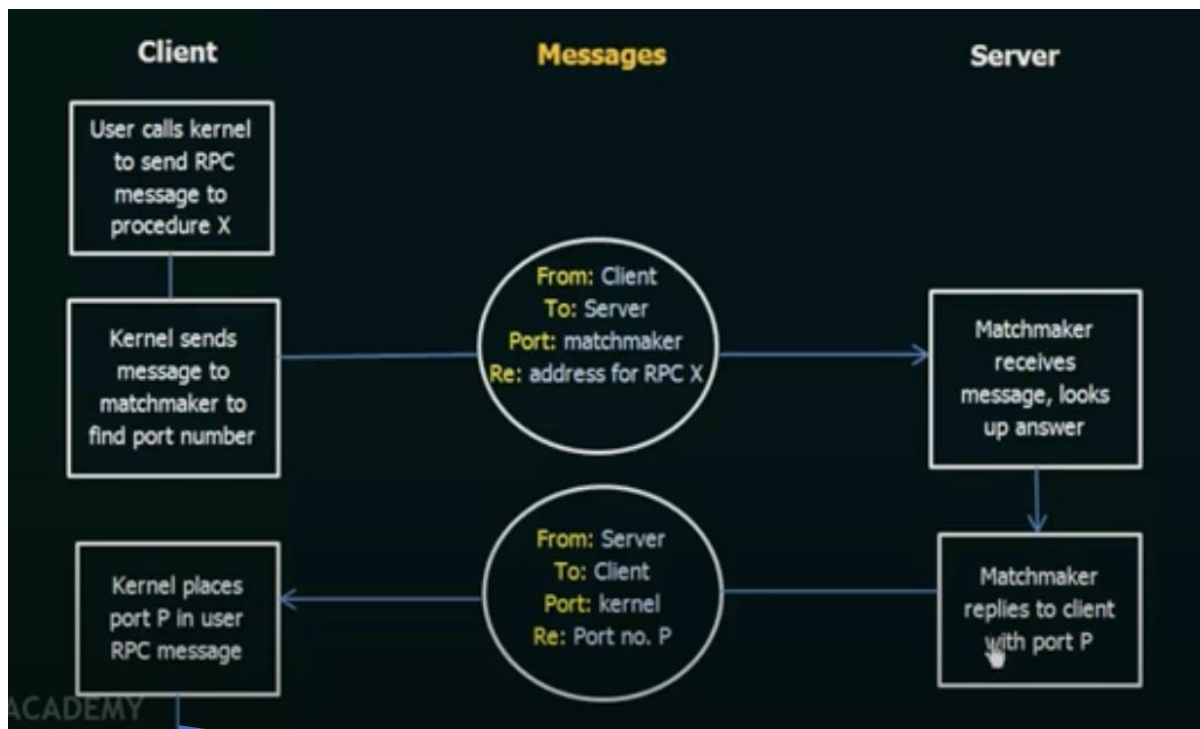 Client
Messages
Server
User calls kernel
to send RPC
message to
procedure X
Kernel sends
message to
matchmaker to
find port number
From: Client
To: Server
Port: matchmaker
Re: address for RPC X
Matchmaker
receives
message, looks
up answer
Matchmaker
replies to client
with port P
From: Server
To: Client
Port: kernel
Re: Port no. P
Kernel places
port P in user
RPC message
ACADEMY